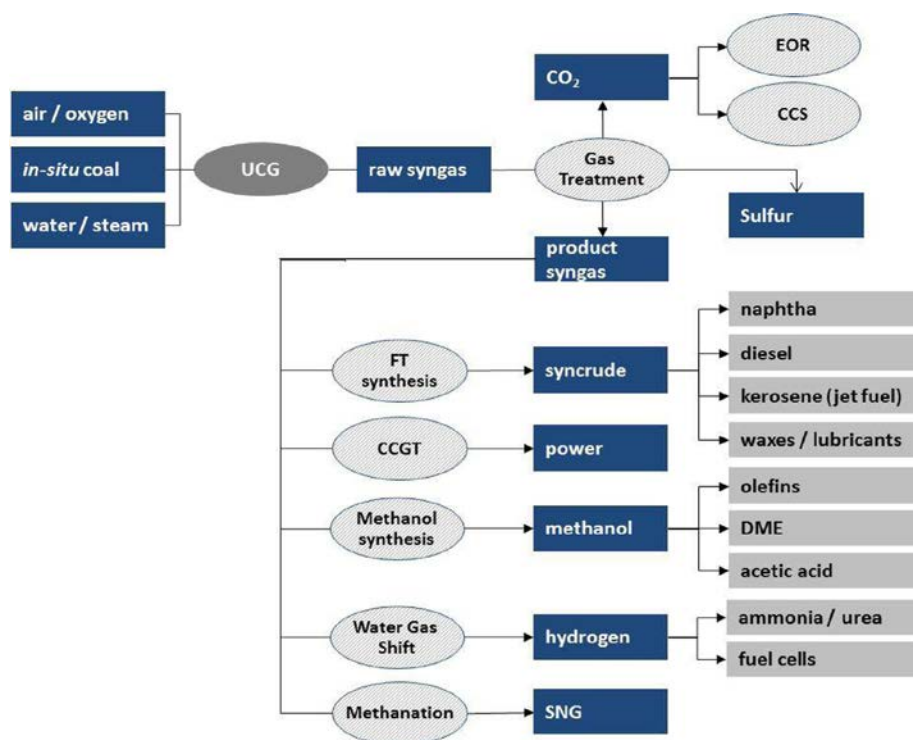 EOR
CO₂
CCS
air / oxygen
in-situ coal
water / steam
UCG
raw syngas
Gas
Treatment
Sulfur
product
syngas
naphtha
diesel
kerosene (jet fuel)
waxes / lubricants
FT
synthesis
syncrude
CCGT
power
olefins
Methanol
synthesis
methanol
DME
acetic acid
Water Gas
Shift
hydrogen
ammonia / urea
fuel cells
Methanation
SNG